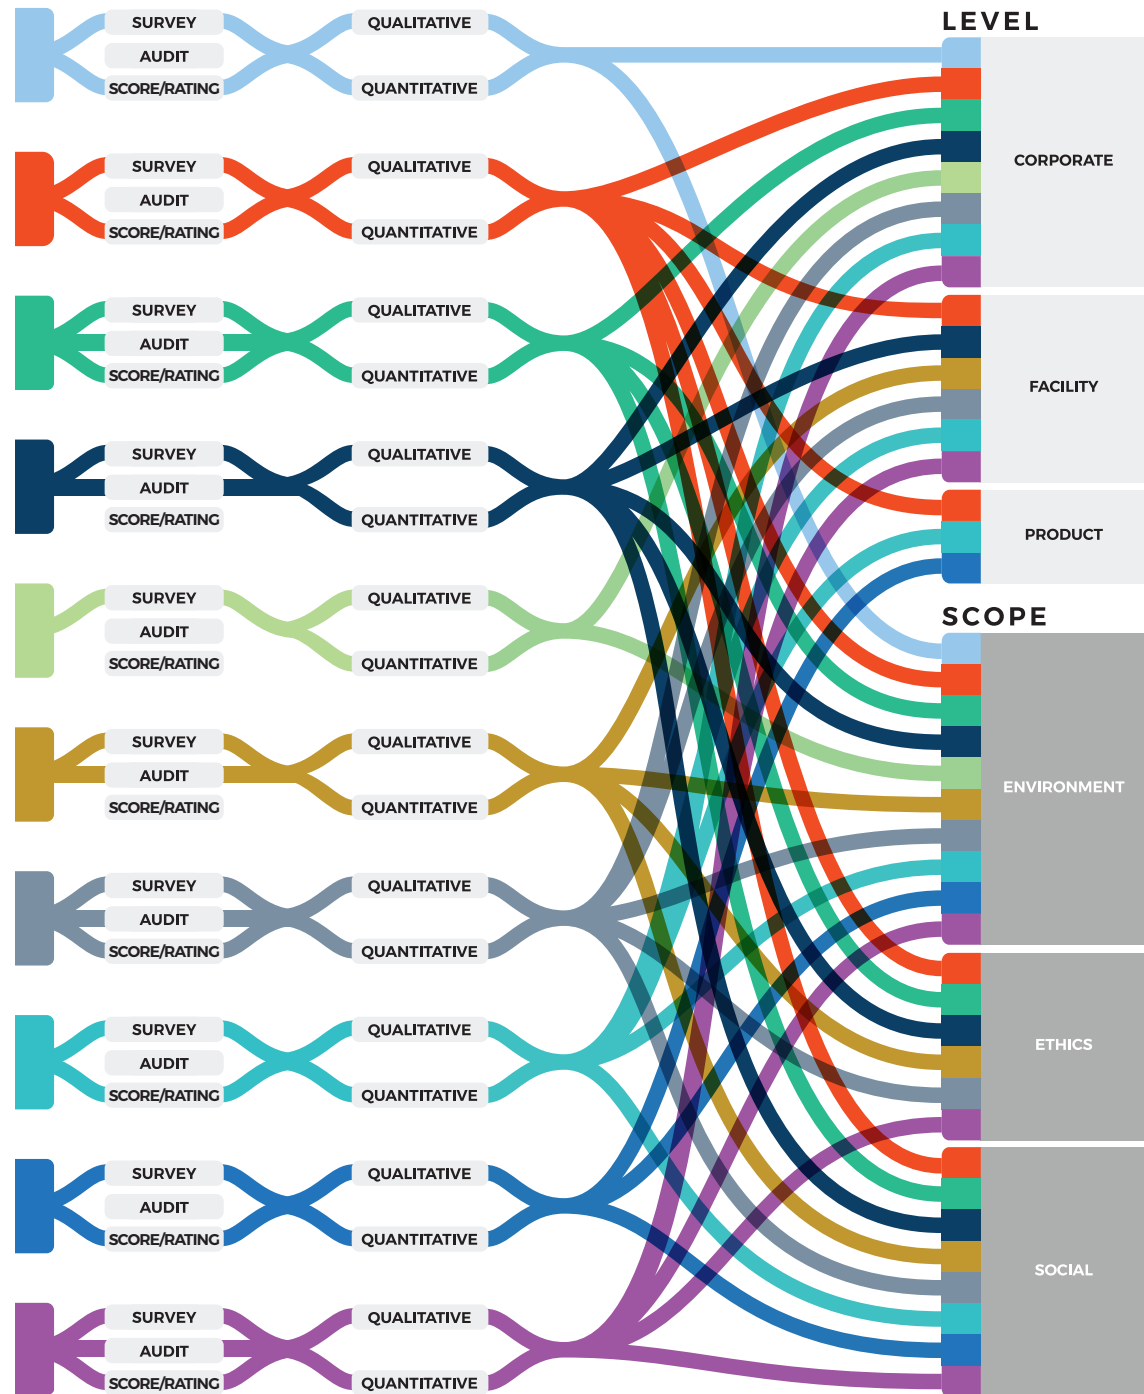 LEVEL
SURVEY
AUDIT
SCORE/RATING
QUALITATIVE
QUANTITATIVE
SURVEY
AUDIT
SCORE/RATING
QUALITATIVE
QUANTITATIVE
SURVEY
AUDIT
SCORE/RATING
QUALITATIVE
QUANTITATIVE
SURVEY
AUDIT
SCORE/RATING
QUALITATIVE
QUANTITATIVE
SURVEY
AUDIT
SCORE/RATING
QUALITATIVE
QUANTITATIVE
SURVEY
AUDIT
SCORE/RATING
QUALITATIVE
QUANTITATIVE
SURVEY
AUDIT
SCORE/RATING
QUALITATIVE
QUANTITATIVE
SURVEY
AUDIT
SCORE/RATING
QUALITATIVE
QUANTITATIVE
SURVEY
AUDIT
SCORE/RATING
QUALITATIVE
QUANTITATIVE
SURVEY
AUDIT
SCORE/RATING
QUALITATIVE
QUANTITATIVE
CORPORATE
FACILITY
PRODUCT
SCOPE
ENVIRONMENT
ETHICS
SOCIAL